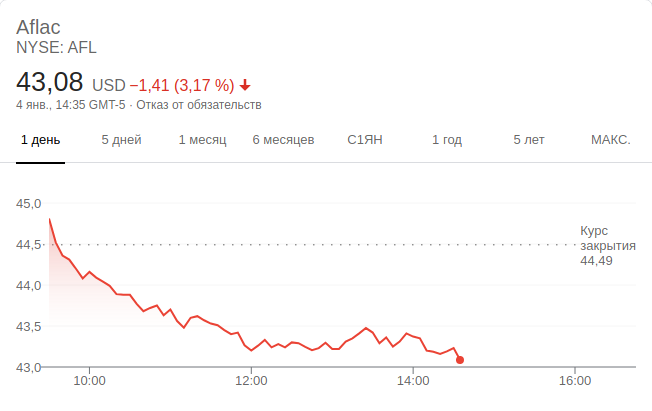 Aflac
NYSE: AFL
43,08 USD −1,41 (3,17 %)
4 янв., 14:35 GMT-5 · Отказ от обязательств
1 день 5 дней 1 месяц 6 месяцев С1ЯН 1 год 5 лет МАКС.
45,0
Курс
44,5 закрытия
44,49
44,0
43,5
43,0
10:00 12:00 14:00 16:00